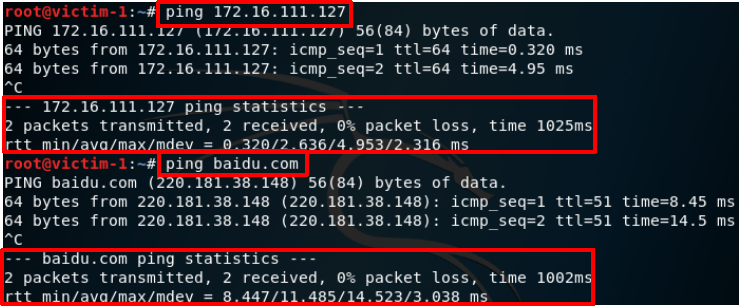 root@victim-1:~# ping 172.16.111.127
PING 172.16.111.127 (172.16.111.127) 56(84) bytes of data.
64 bytes from 172.16.111.127: icmp_seq=1 ttl=64 time=0.320 ms
64 bytes from 172.16.111.127: icmp_seq=2 ttl=64 time=4.95 ms
^C
--- 172.16.111.127 ping statistics ---
2 packets transmitted, 2 received, 0% packet loss, time 1025ms
rtt min/avg/max/mdev = 0.320/2.636/4.953/2.316 ms
root@victim-1:~# ping baidu.com
PING baidu.com (220.181.38.148) 56(84) bytes of data.
64 bytes from 220.181.38.148 (220.181.38.148): icmp_seq=1 ttl=51 time=8.45 ms
64 bytes from 220.181.38.148 (220.181.38.148): icmp_seq=2 ttl=51 time=14.5 ms
^C
--- baidu.com ping statistics ---
2 packets transmitted, 2 received, 0% packet loss, time 1002ms
rtt min/avg/max/mdev = 8.447/11.485/14.523/3.038 ms